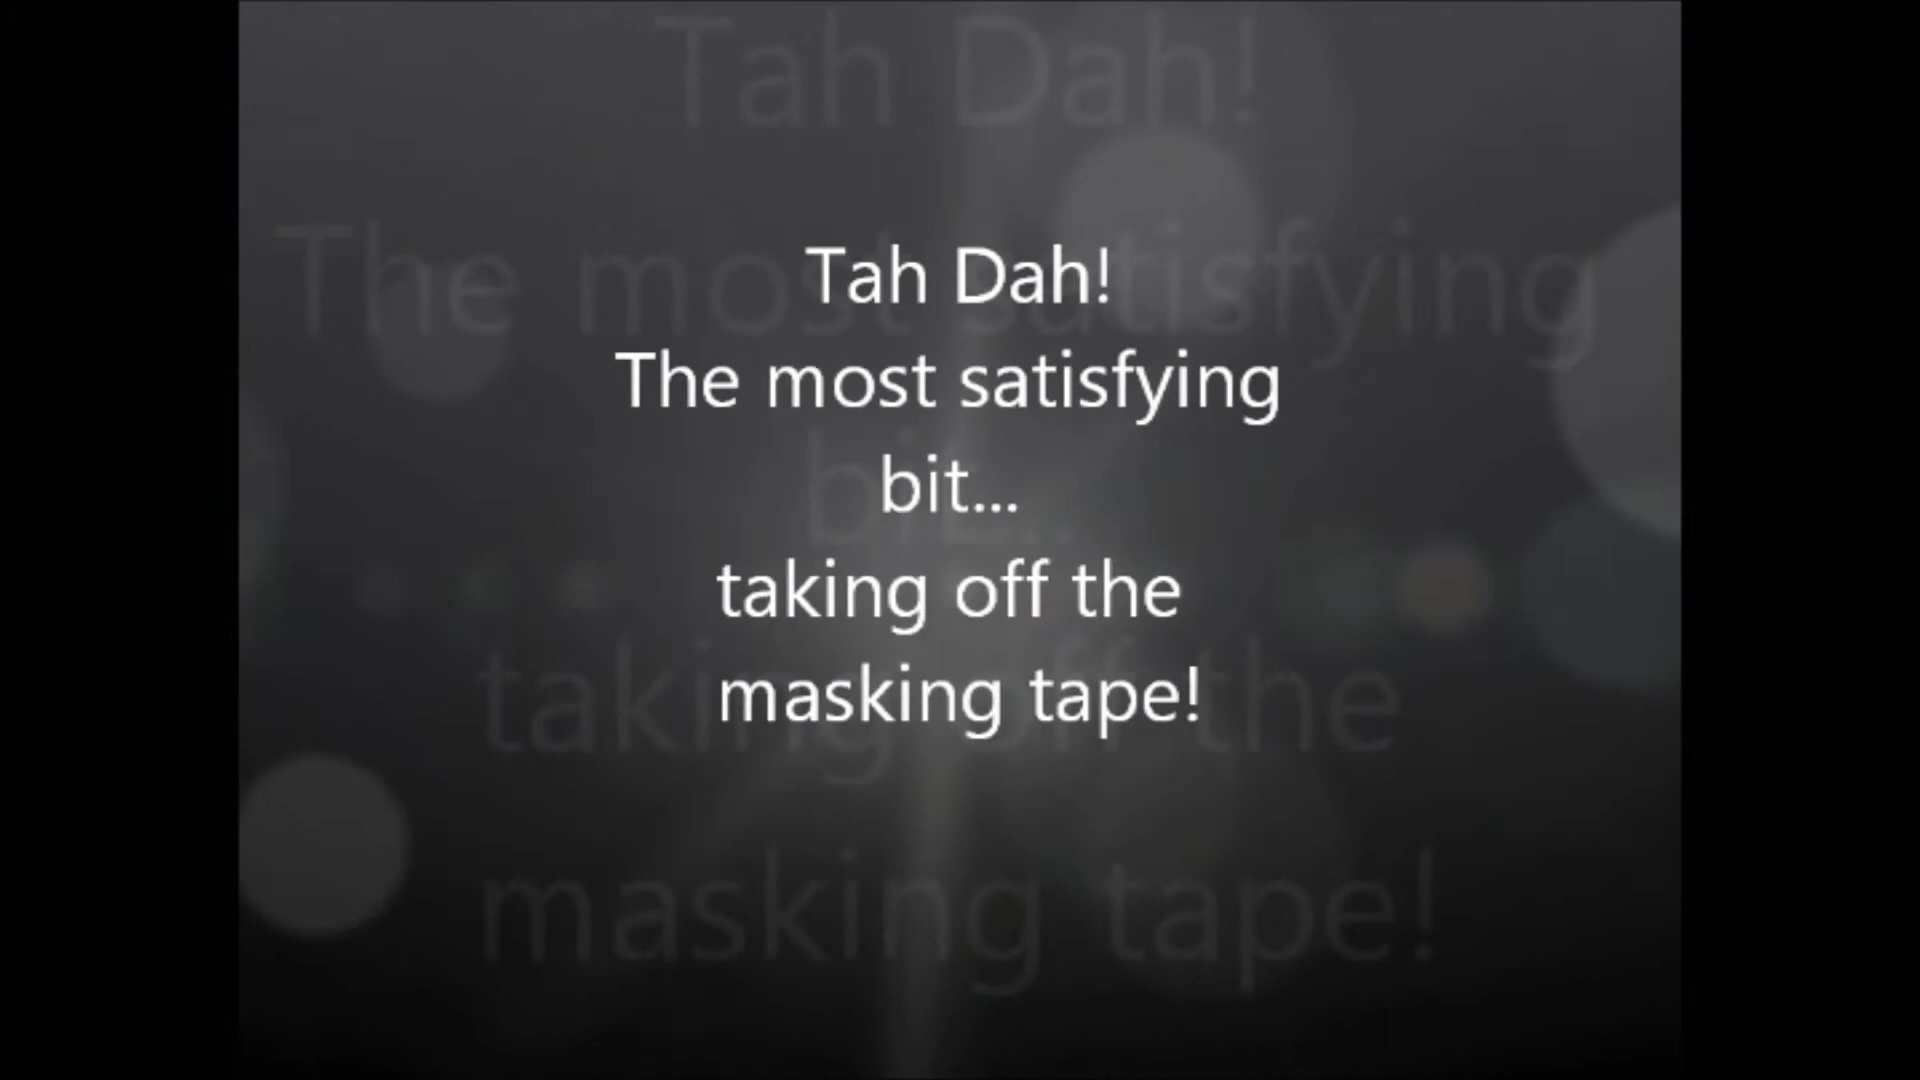 Tah Dah!
The most satisfying
bit...
taking off the
masking tape!